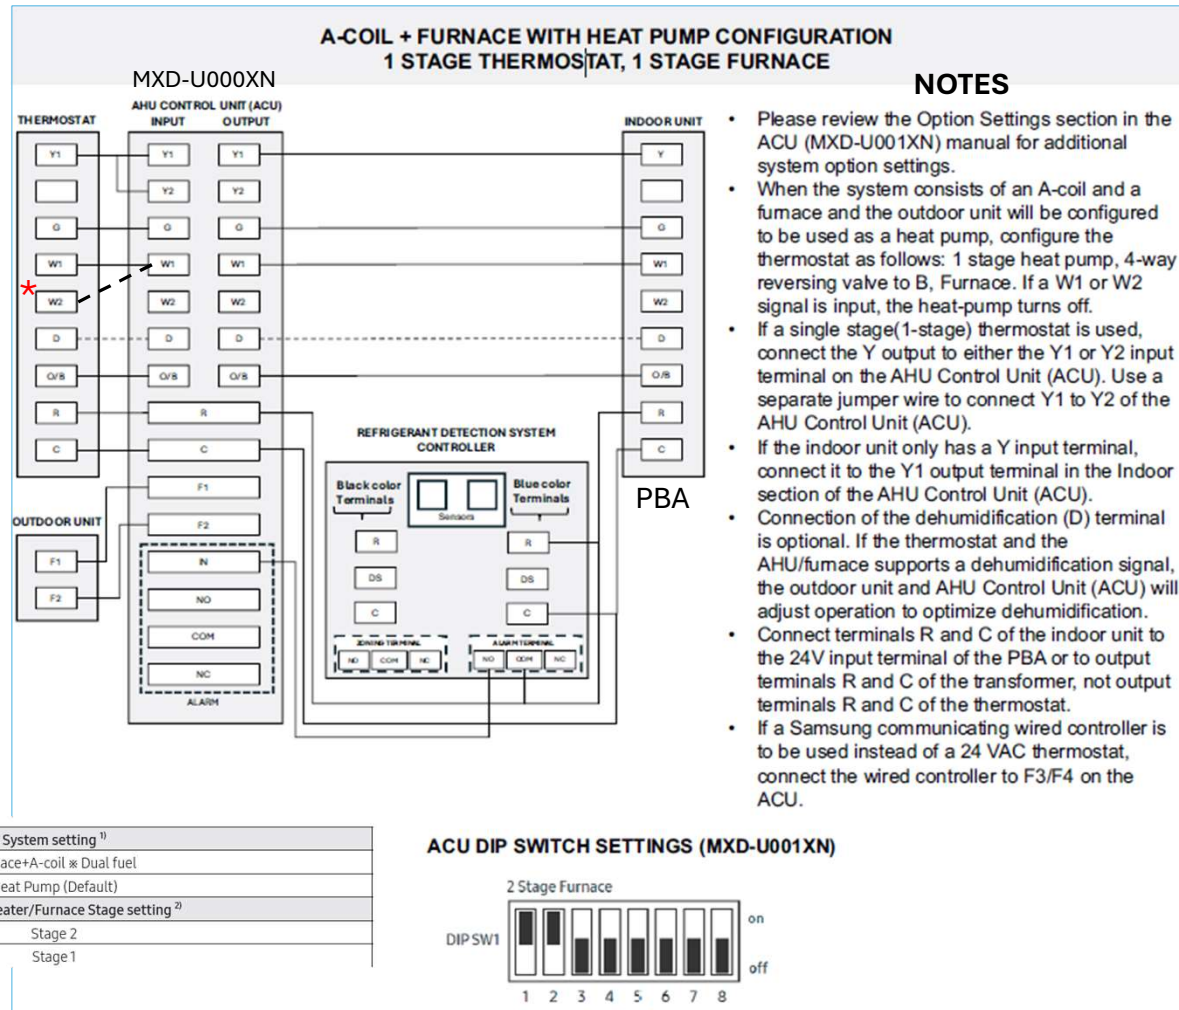 A-COIL + FURNACE WITH HEAT PUMP CONFIGURATION
1 STAGE THERMOSTAT, 1 STAGE FURNACE
MXD-U000XN
NOTES
THERMOSTAT
AHU CONTROL UNIT (ACU)
INPUT OUTPUT
INDOOR UNIT
Y1 Y1 Y1 Y
Y2 Y2
G G G G
W1 W1 W1 W1
* W2 W2 W2 W2
D D D D
O/B O/B O/B O/B
R R R
C C C
F1
F2
PBA
OUTDOOR UNIT
F1
F2
IN
NO
COM
NC
ALARM
REFRIGERANT DETECTION SYSTEM
CONTROLLER
Black color
Terminals
Sensors
Blue color
Terminals
R R
DS DS
C C
ZONING TERMINAL ALARM TERMINAL
NO COM NC NO COM NC
• Please review the Option Settings section in the
ACU (MXD-U001XN) manual for additional
system option settings.
• When the system consists of an A-coil and a
furnace and the outdoor unit will be configured
to be used as a heat pump, configure the
thermostat as follows: 1 stage heat pump, 4-way
reversing valve to B, Furnace. If a W1 or W2
signal is input, the heat-pump turns off.
• If a single stage(1-stage) thermostat is used,
connect the Y output to either the Y1 or Y2 input
terminal on the AHU Control Unit (ACU). Use a
separate jumper wire to connect Y1 to Y2 of the
AHU Control Unit (ACU).
• If the indoor unit only has a Y input terminal,
connect it to the Y1 output terminal in the Indoor
section of the AHU Control Unit (ACU).
• Connection of the dehumidification (D) terminal
is optional. If the thermostat and the
AHU/furnace supports a dehumidification signal,
the outdoor unit and AHU Control Unit (ACU) will
adjust operation to optimize dehumidification.
• Connect terminals R and C of the indoor unit to
the 24V input terminal of the PBA or to output
terminals R and C of the transformer, not output
terminals R and C of the thermostat.
• If a Samsung communicating wired controller is
to be used instead of a 24 VAC thermostat,
connect the wired controller to F3/F4 on the
ACU.
System setting 1)
ace+A-coil ※ Dual fuel
eat Pump (Default)
eater/Furnace Stage setting 2)
Stage 2
Stage 1
ACU DIP SWITCH SETTINGS (MXD-U001XN)
2 Stage Furnace
DIP SW1
on
off
1 2 3 4 5 6 7 8